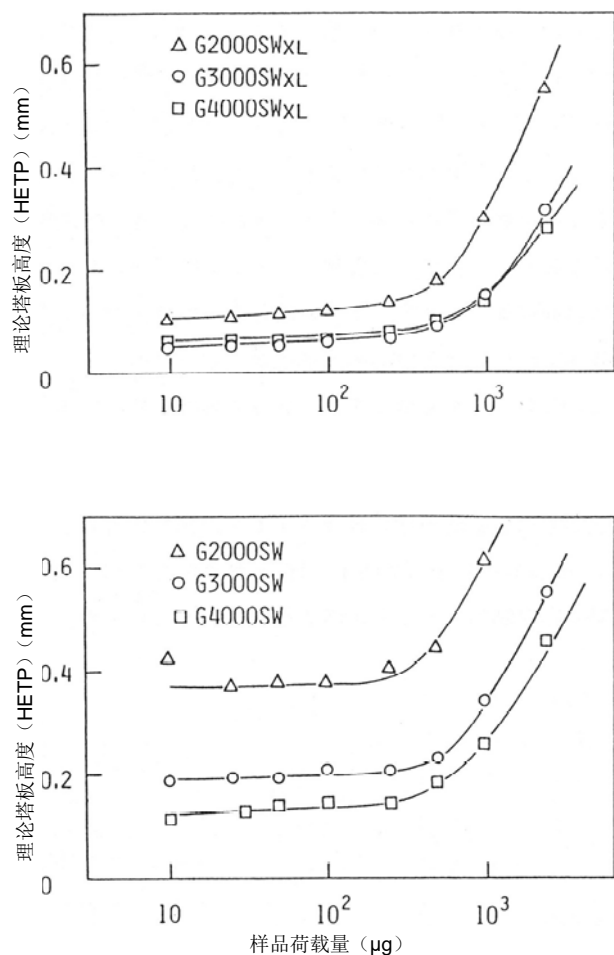 0.6
△ G2000SWXL
○ G3000SWXL
□ G4000SWXL
0.4
0.2
0
理论塔板高度（HETP）（mm）
10 10² 10³
0.6
△ G2000SW
○ G3000SW
□ G4000SW
0.4
0.2
0
理论塔板高度（HETP）（mm）
10 10² 10³
样品荷载量（µg）